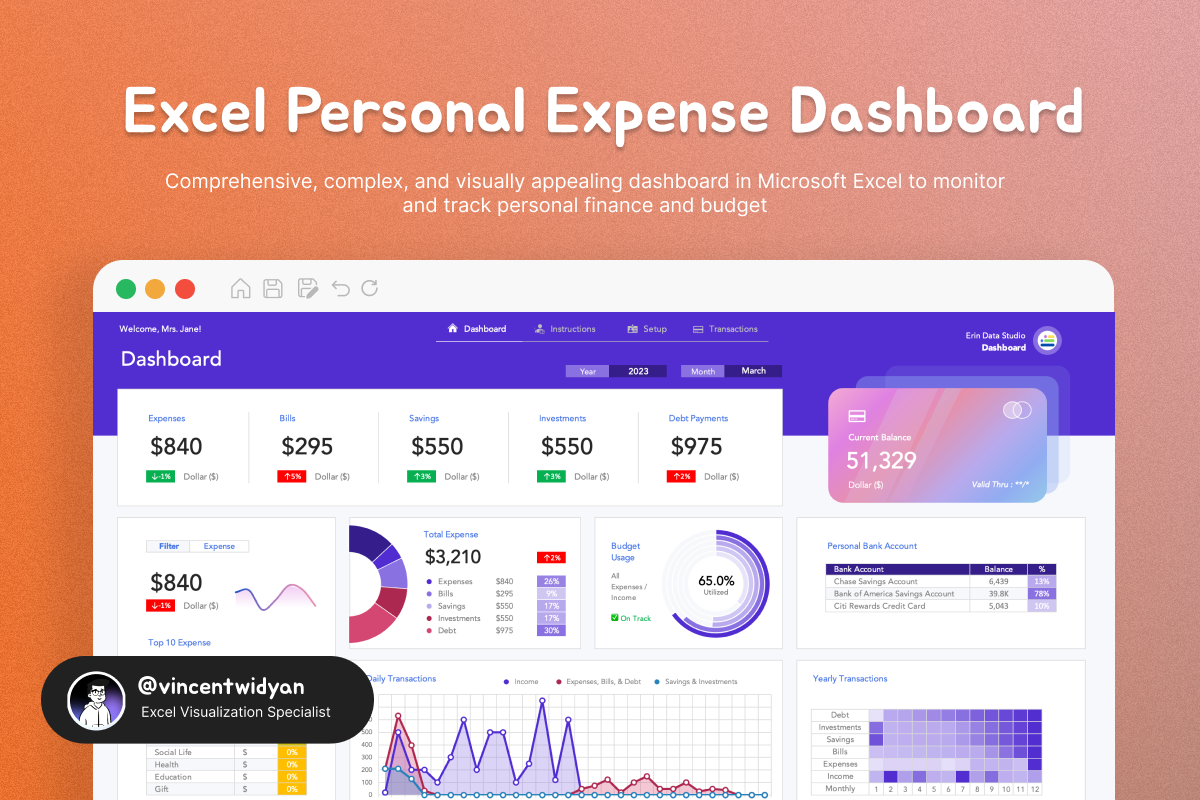 Excel Personal Expense Dashboard
Comprehensive, complex, and visually appealing dashboard in Microsoft Excel to monitor
and track personal finance and budget
Welcome, Mrs. Jane!
Dashboard
Dashboard Instructions Setup Transactions
Year 2023 Month March
Erin Data Studio
Dashboard
Expenses
$840
↓-1% Dollar ($)
Bills
$295
↑5% Dollar ($)
Savings
$550
↑3% Dollar ($)
Investments
$550
↑3% Dollar ($)
Debt Payments
$975
↑2% Dollar ($)
Current Balance
51,329
Dollar ($) Valid Thru : **/*
Filter Expense
$840
↓-1% Dollar ($)
Top 10 Expense
Total Expense
$3,210 ↑2%
Expenses $840 26%
Bills $295 9%
Savings $550 17%
Investments $550 17%
Debt $975 30%
Budget
Usage
All
Expenses /
Income
On Track
65.0%
Utilized
Personal Bank Account
Bank Account Balance %
Chase Savings Account 6,439 13%
Bank of America Savings Account 39.8K 78%
Citi Rewards Credit Card 5,043 10%
@vincentwidyan
Excel Visualization Specialist
Social Life $ 0%
Health $ 0%
Education $ 0%
Gift $ 0%
Daily Transactions
Income Expenses, Bills, & Debt Savings & Investments
400
300
200
100
0
Yearly Transactions
Debt
Investments
Savings
Bills
Expenses
Income
Monthly 1 2 3 4 5 6 7 8 9 10 11 12